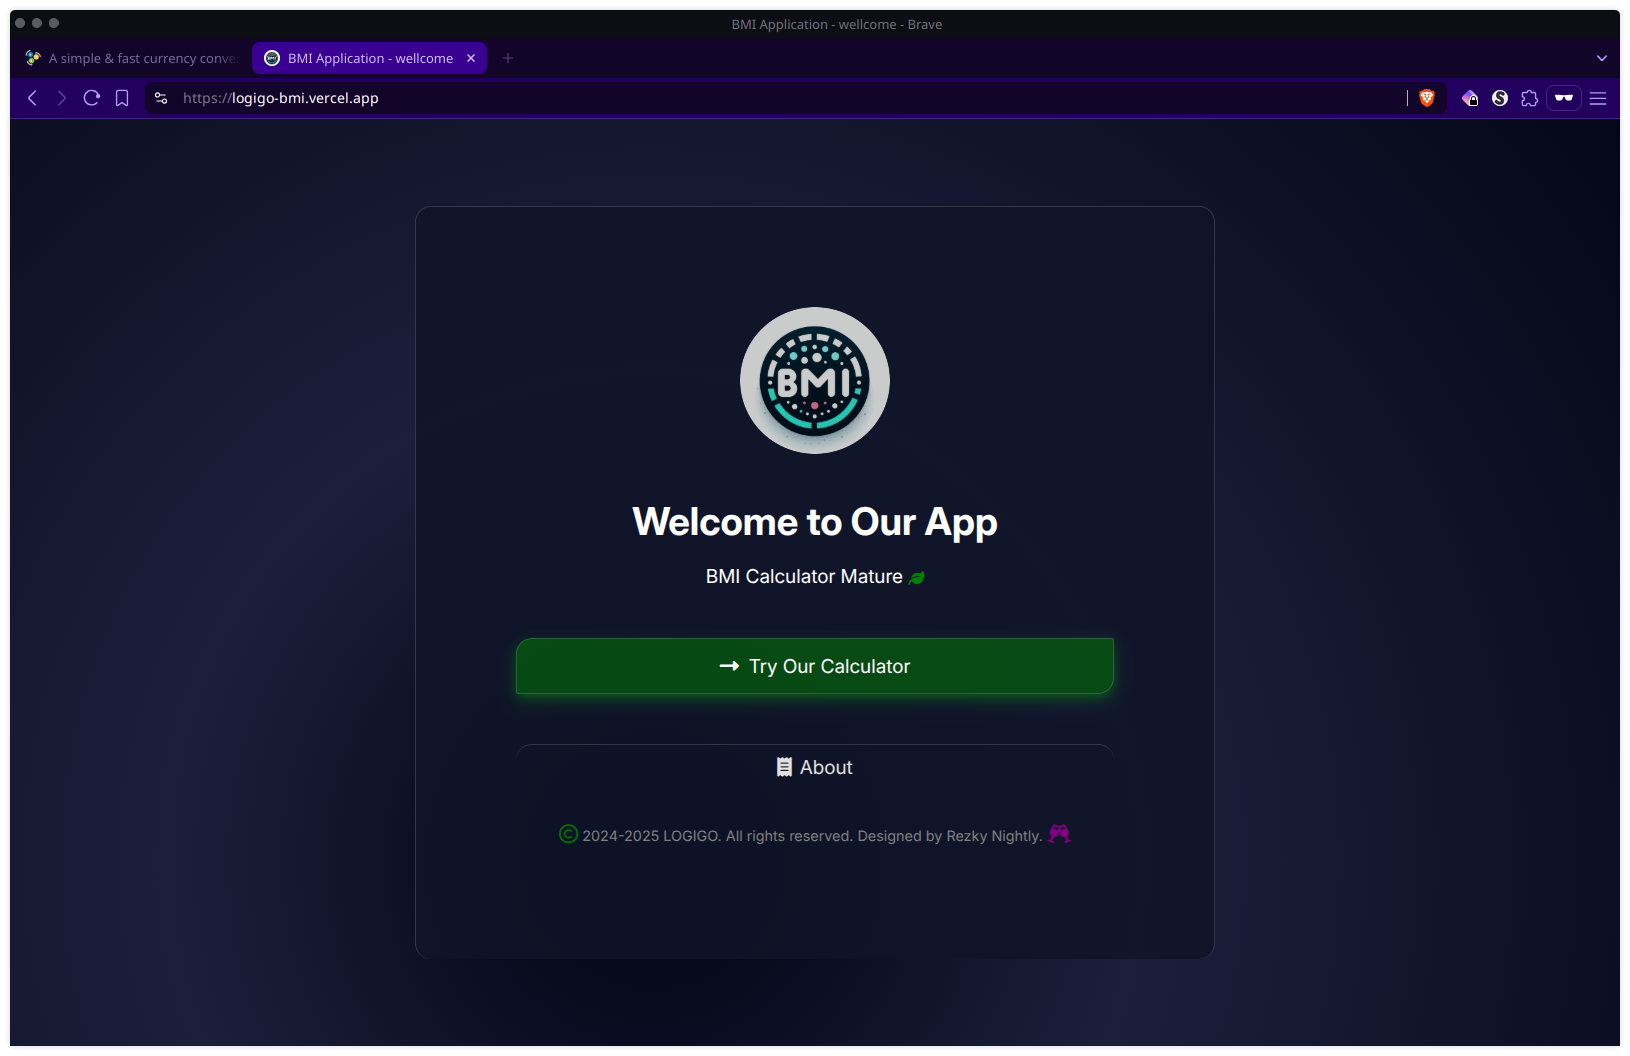 BMI Application - wellcome - Brave
A simple & fast currency conve
BMI Application - wellcome
https://logigo-bmi.vercel.app
BMI
Welcome to Our App
BMI Calculator Mature
Try Our Calculator
About
© 2024-2025 LOGIGO. All rights reserved. Designed by Rezky Nightly.